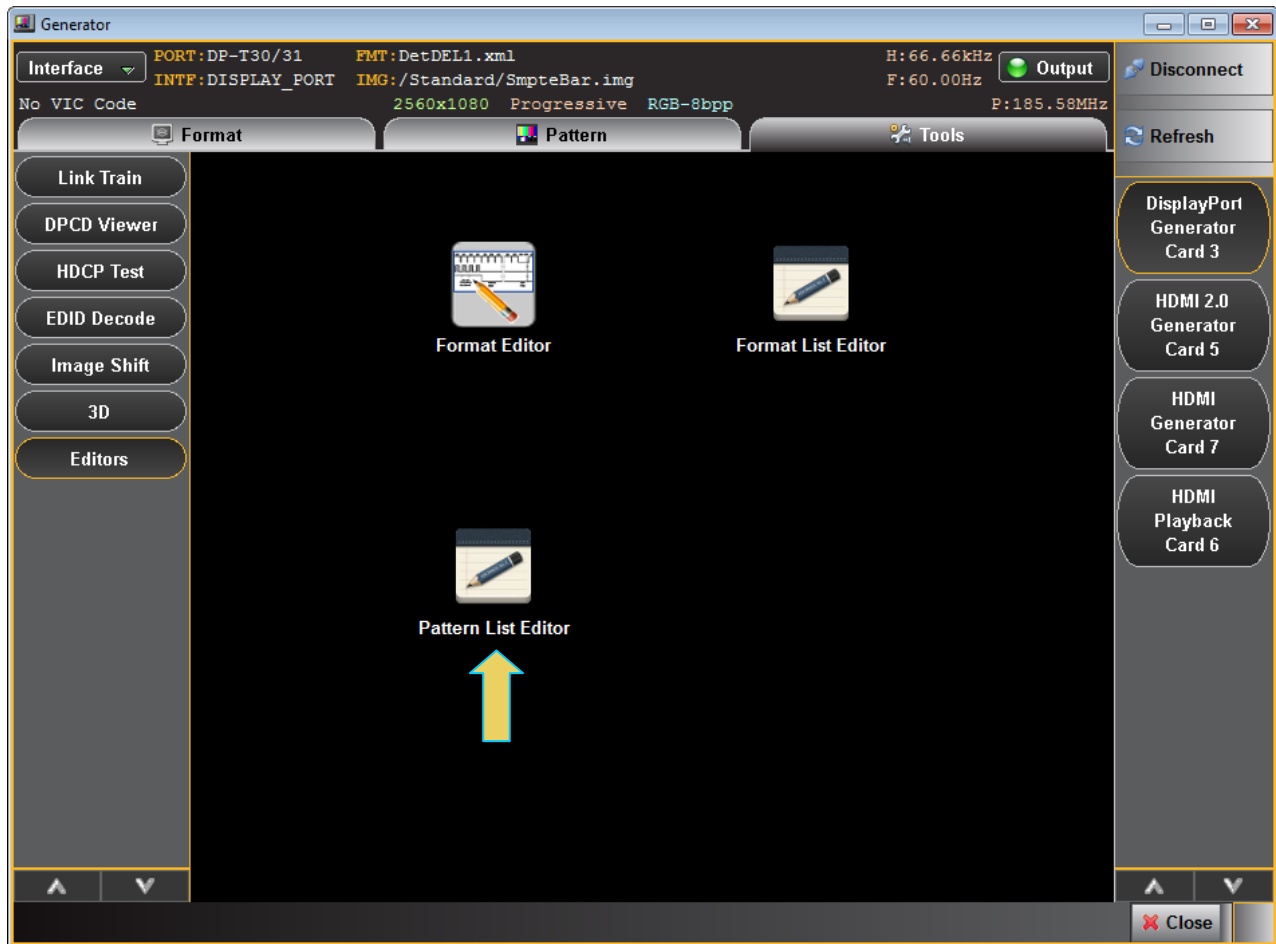 Generator
Interface
PORT:DP-T30/31 FMT:DetDEL1.xml H:66.66kHz
INTF:DISPLAY_PORT IMG:/Standard/SmpteBar.img F:60.00Hz
Output
No VIC Code 2560x1080 Progressive RGB-8bpp P:185.58MHz
Disconnect
Refresh
Format
Pattern
Tools
Link Train
DPCD Viewer
HDCP Test
EDID Decode
Image Shift
3D
Editors
Format Editor
Format List Editor
Pattern List Editor
DisplayPort
Generator
Card 3
HDMI 2.0
Generator
Card 5
HDMI
Generator
Card 7
HDMI
Playback
Card 6
Close